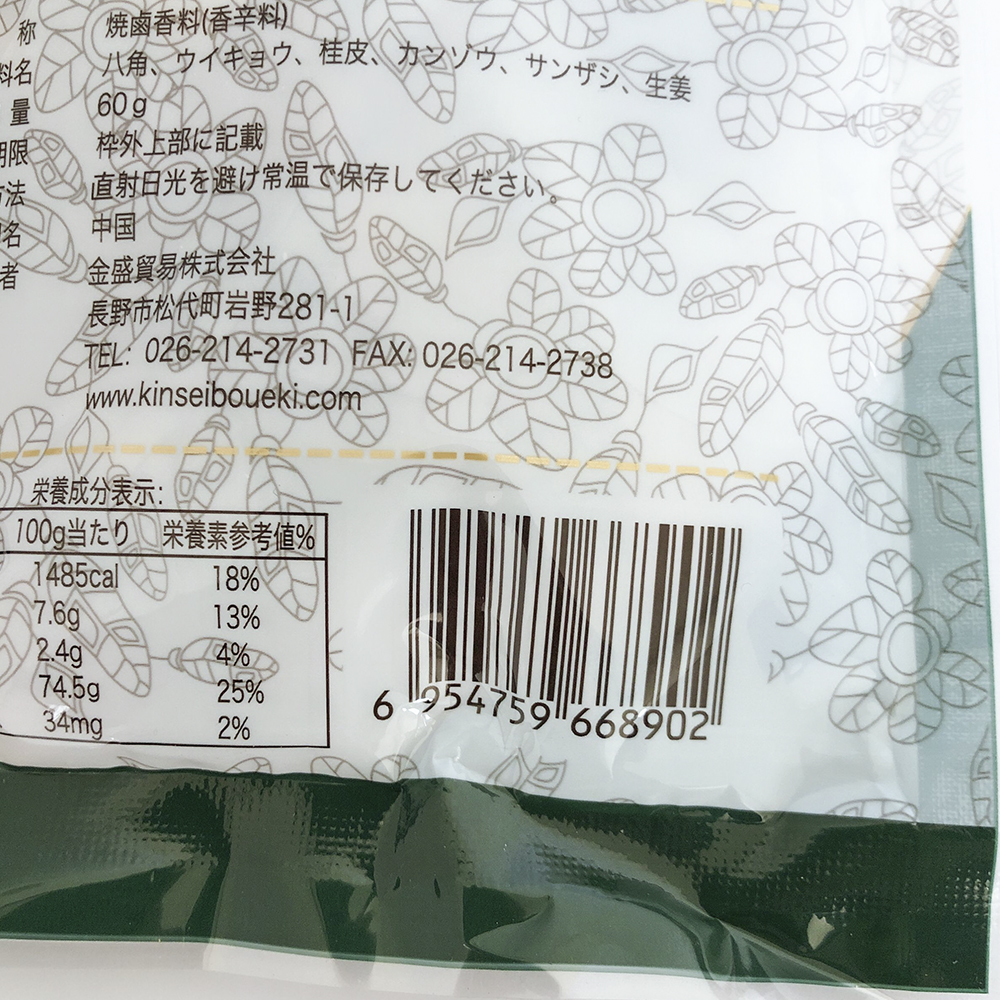 称 焼鹵香料(香辛料)
料名 八角、ウイキョウ、桂皮、カンゾウ、サンザシ、生姜
量 60g
期限 枠外上部に記載
方法 直射日光を避け常温で保存してください。
名 中国
者 金盛貿易株式会社
長野市松代町岩野281-1
TEL: 026-214-2731 FAX: 026-214-2738
www.kinseiboueki.com
栄養成分表示:
100g当たり 栄養素参考値%
1485cal 18%
7.6g 13%
2.4g 4%
74.5g 25%
34mg 2%
6 954759 668902